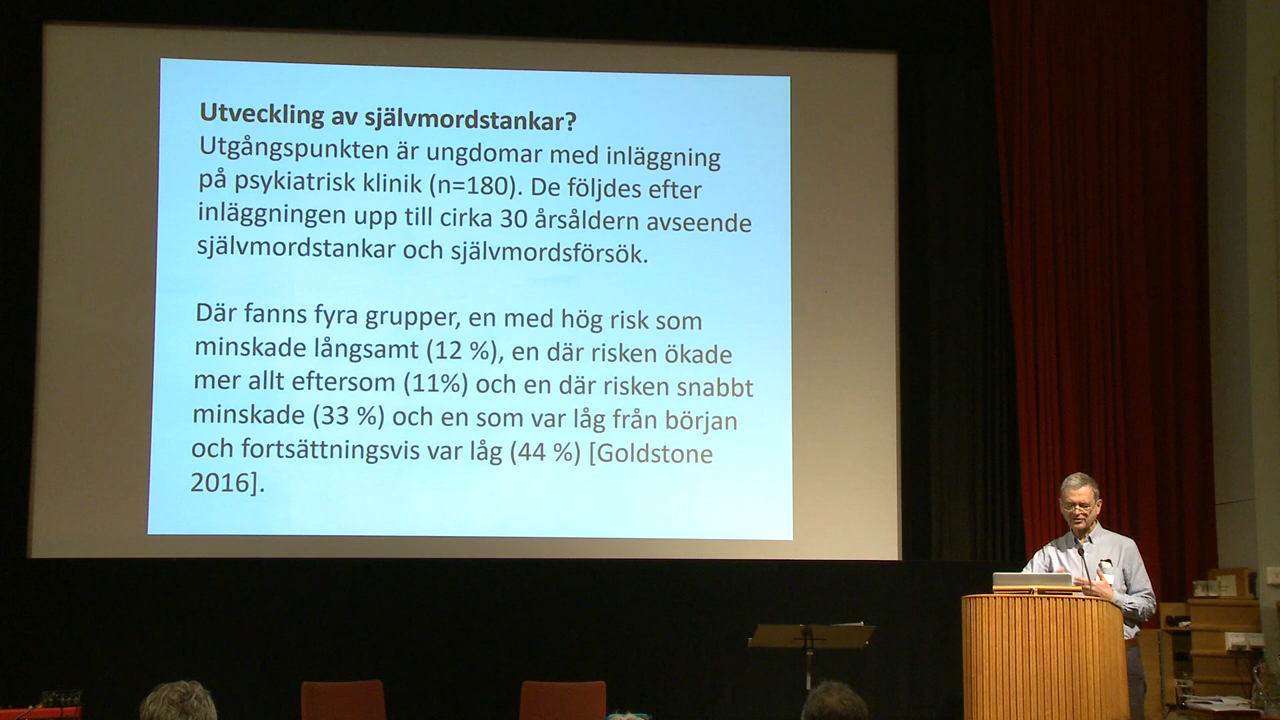 Utveckling av självmordstankar?
Utgångspunkten är ungdomar med inläggning
på psykiatrisk klinik (n=180). De följdes efter
inläggningen upp till cirka 30 årsåldern avseende
självmordstankar och självmordsförsök.
Där fanns fyra grupper, en med hög risk som
minskade långsamt (12 %), en där risken ökade
mer allt eftersom (11%) och en där risken snabbt
minskade (33 %) och en som var låg från början
och fortsättningsvis var låg (44 %) [Goldstone
2016].